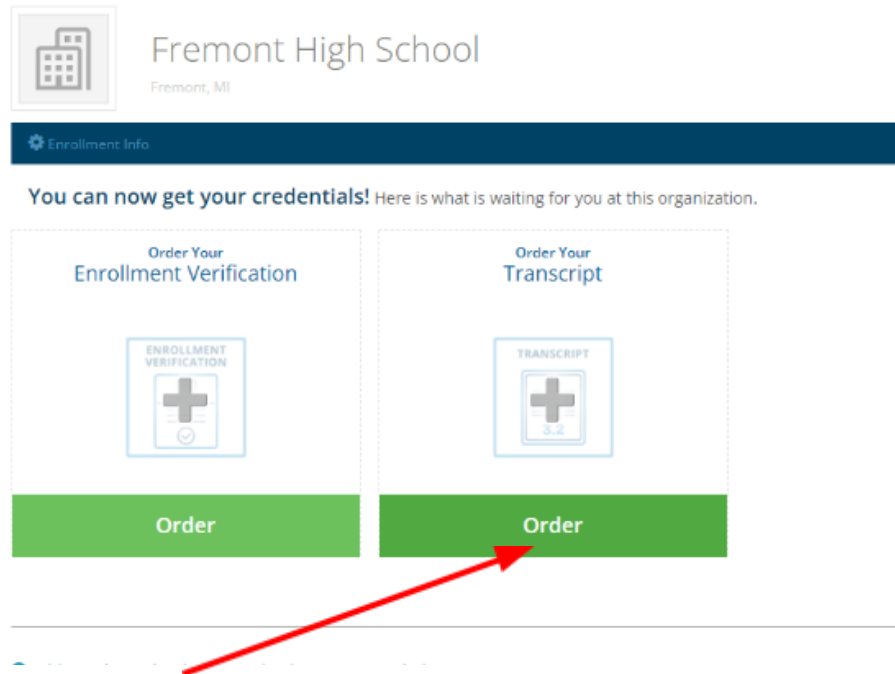 Fremont High School
Fremont, MI
Enrollment Info
You can now get your credentials! Here is what is waiting for you at this organization.
Order Your
Enrollment Verification
ENROLLMENT
VERIFICATION
Order
Order Your
Transcript
TRANSCRIPT
3.2
Order